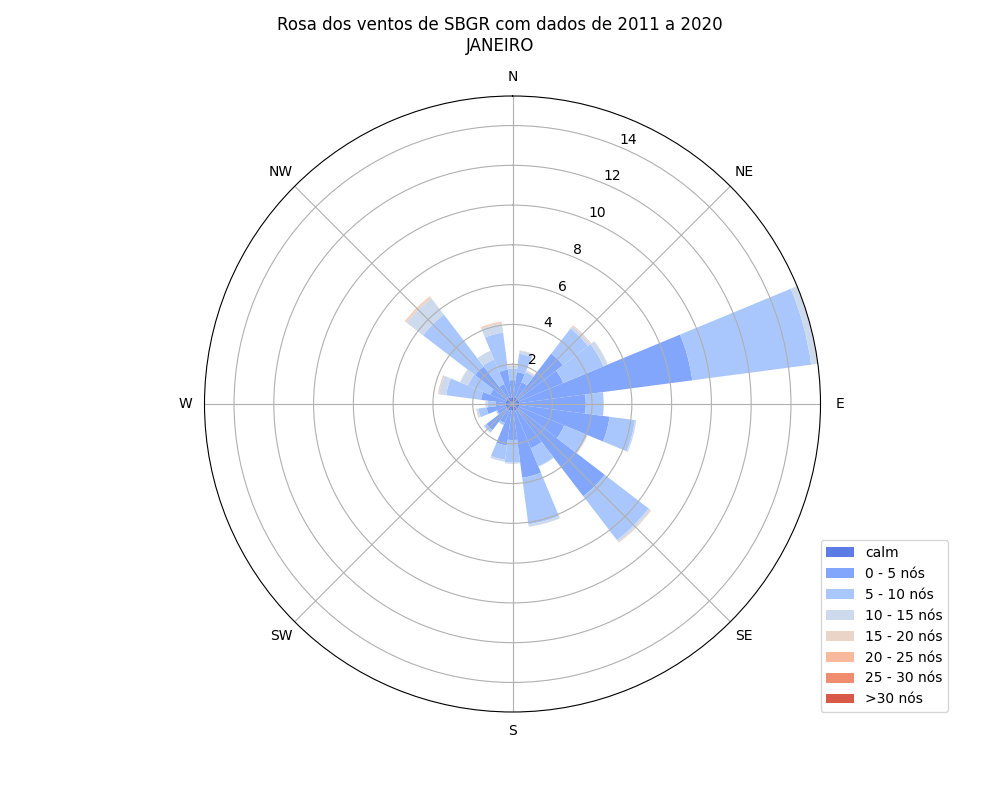 Rosa dos ventos de SBGR com dados de 2011 a 2020
JANEIRO
N
NW
NE
14
12
10
8
6
4
2
W
E
SW
SE
S
calm
0 - 5 nós
5 - 10 nós
10 - 15 nós
15 - 20 nós
20 - 25 nós
25 - 30 nós
>30 nós